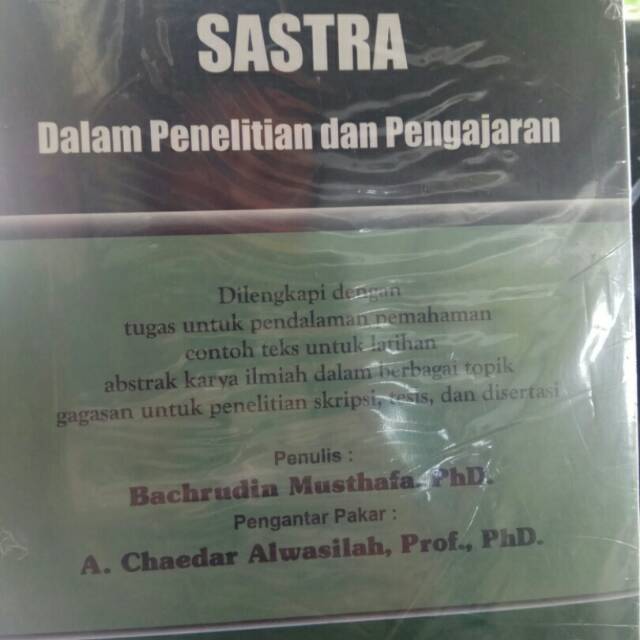 SASTRA
Dalam Penelitian dan Pengajaran
Dilengkapi dengan
tugas untuk pendalaman pemahaman
contoh teks untuk latihan
abstrak karya ilmiah dalam berbagai topik
gagasan untuk penelitian skripsi, tesis, dan disertasi
Penulis :
Bachrudin Musthafa, PhD.
Pengantar Pakar :
A. Chaedar Alwasilah, Prof., PhD.